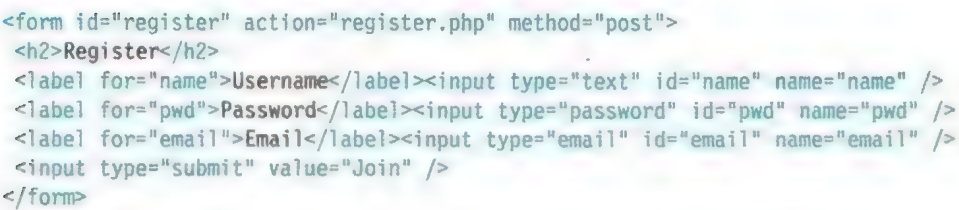 <form id="register" action="register.php" method="post">
<h2>Register</h2>
<label for="name">Username</label><input type="text" id="name" name="name" />
<label for="pwd">Password</label><input type="password" id="pwd" name="pwd" />
<label for="email">Email</label><input type="email" id="email" name="email" />
<input type="submit" value="Join" />
</form>